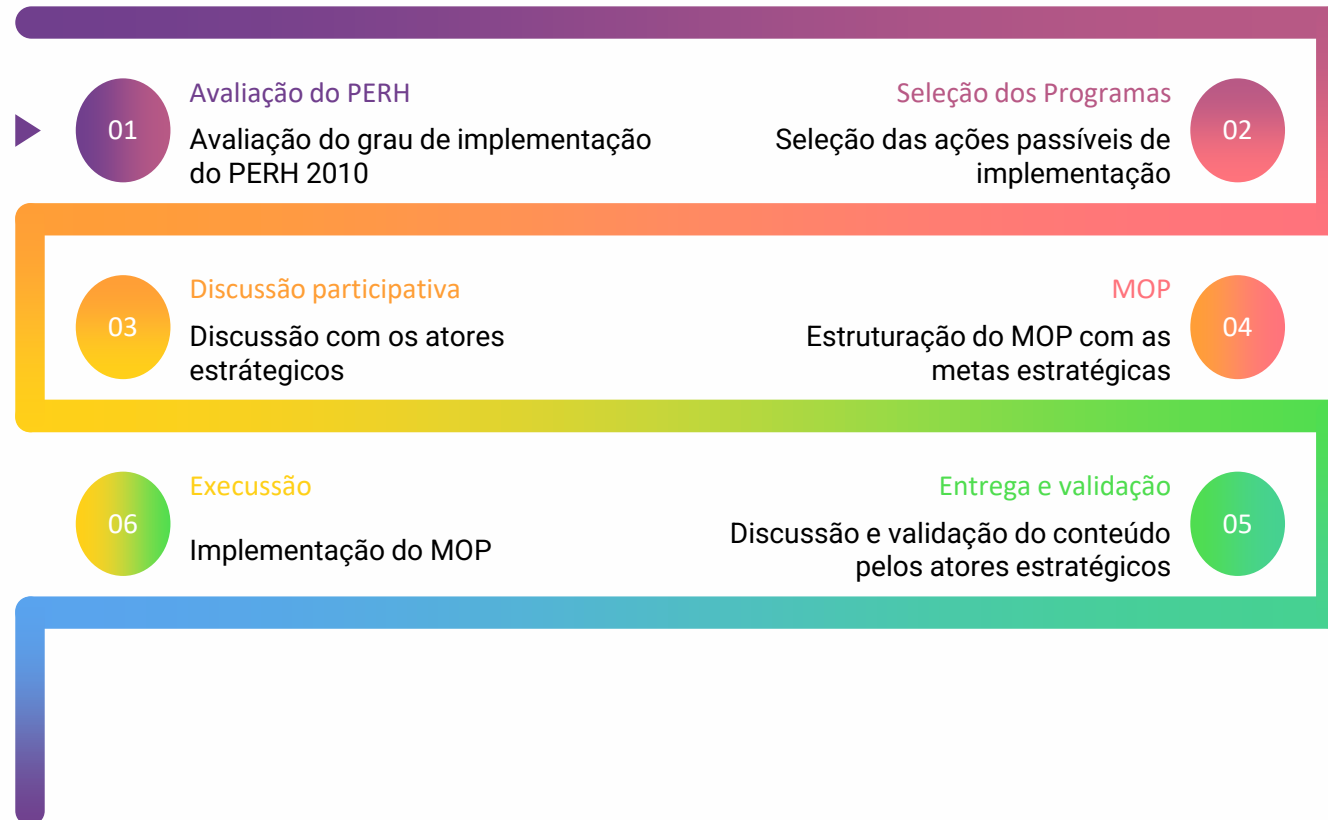 01
Avaliação do PERH
Avaliação do grau de implementação
do PERH 2010
Seleção dos Programas
Seleção das ações passíveis de
implementação
02
03
Discussão participativa
Discussão com os atores
estrátegicos
MOP
Estruturação do MOP com as
metas estratégicas
04
06
Execussão
Implementação do MOP
Entrega e validação
Discussão e validação do conteúdo
pelos atores estratégicos
05